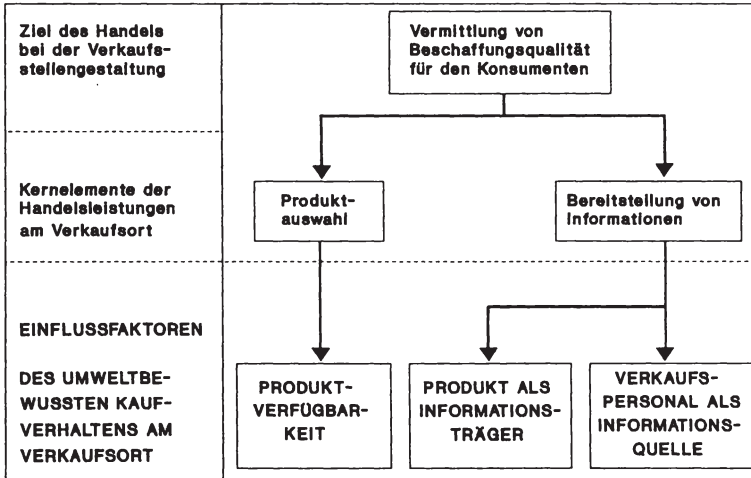 Ziel des Handels
bei der Verkaufs-
stellengestaltung
Vermittlung von
Beschaffungsqualität
für den Konsumenten
Kernelemente der
Handelsleistungen
am Verkaufsort
Produkt-
auswahl
Bereitstellung von
Informationen
EINFLUSSFAKTOREN
DES UMWELTBE-
WUSSTEN KAUF-
VERHALTENS AM
VERKAUFSORT
PRODUKT-
VERFÜGBAR-
KEIT
PRODUKT ALS
INFORMATIONS-
TRÄGER
VERKAUFS-
PERSONAL ALS
INFORMATIONS-
QUELLE